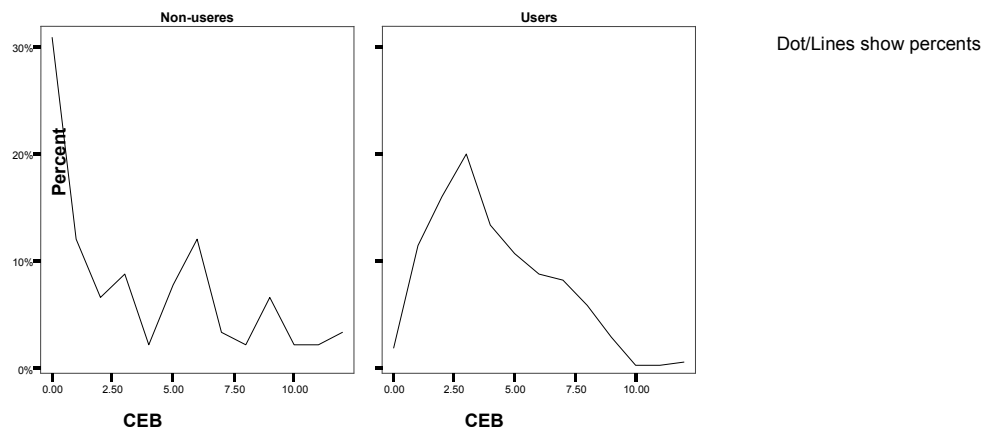 Non-useres
Users
Dot/Lines show percents
30%
20%
10%
0%
Percent
0.00 2.50 5.00 7.50 10.00
0.00 2.50 5.00 7.50 10.00
CEB
CEB